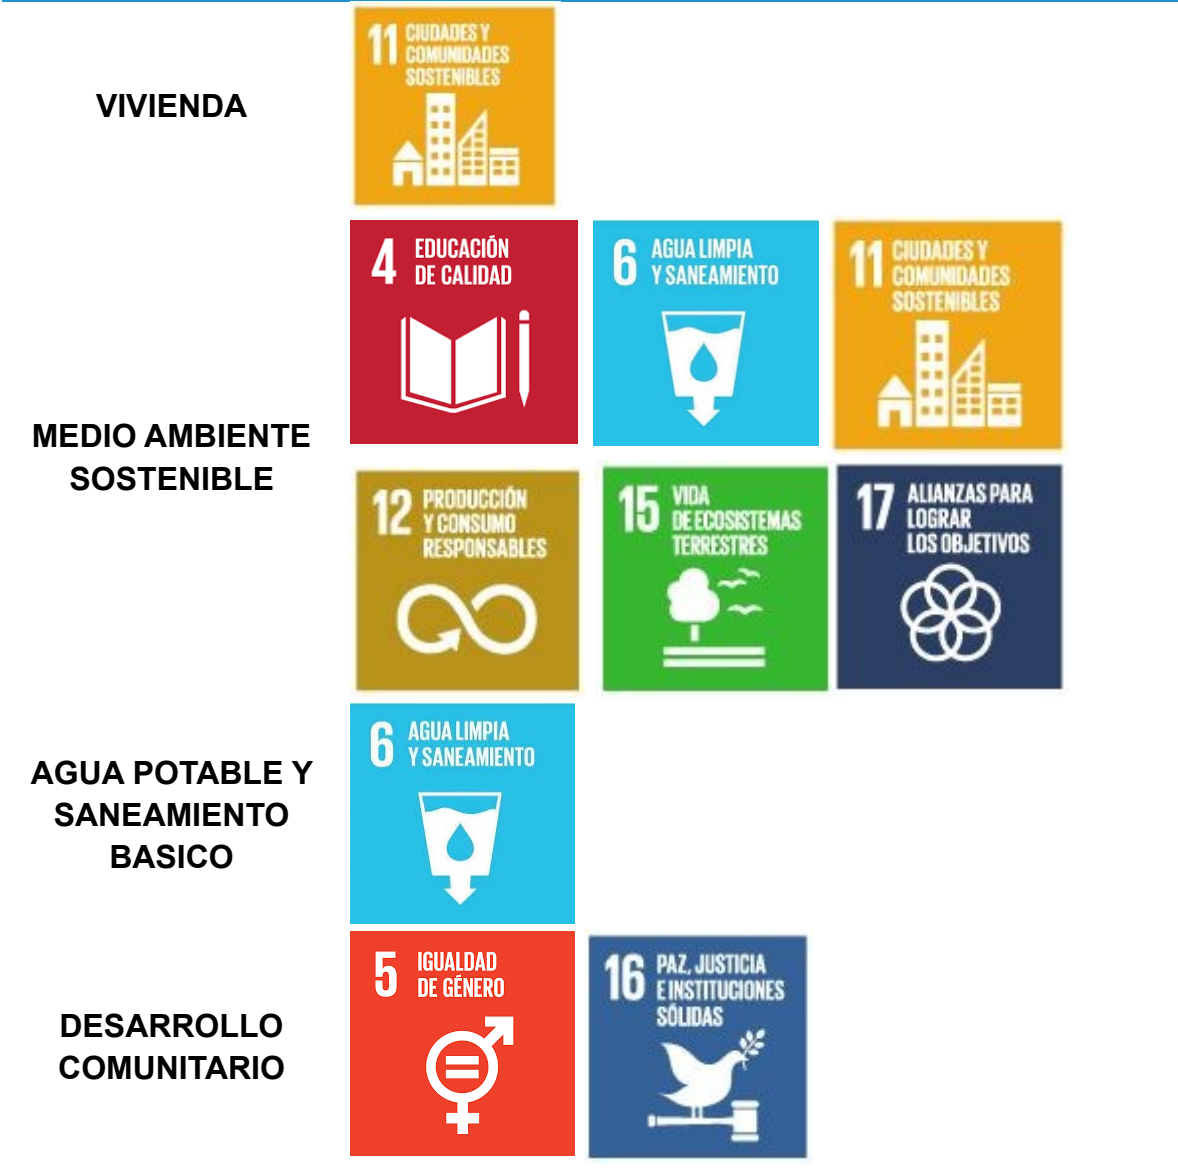 VIVIENDA
11 CIUDADES Y
COMUNIDADES
SOSTENIBLES
MEDIO AMBIENTE
SOSTENIBLE
4 EDUCACIÓN
DE CALIDAD
6 AGUA LIMPIA
Y SANEAMIENTO
11 CIUDADES Y
COMUNIDADES
SOSTENIBLES
12 PRODUCCIÓN
Y CONSUMO
RESPONSABLES
15 VIDA
DE ECOSISTEMAS
TERRESTRES
17 ALIANZAS PARA
LOGRAR
LOS OBJETIVOS
AGUA POTABLE Y
SANEAMIENTO
BASICO
6 AGUA LIMPIA
Y SANEAMIENTO
DESARROLLO
COMUNITARIO
5 IGUALDAD
DE GÉNERO
16 PAZ, JUSTICIA
E INSTITUCIONES
SÓLIDAS